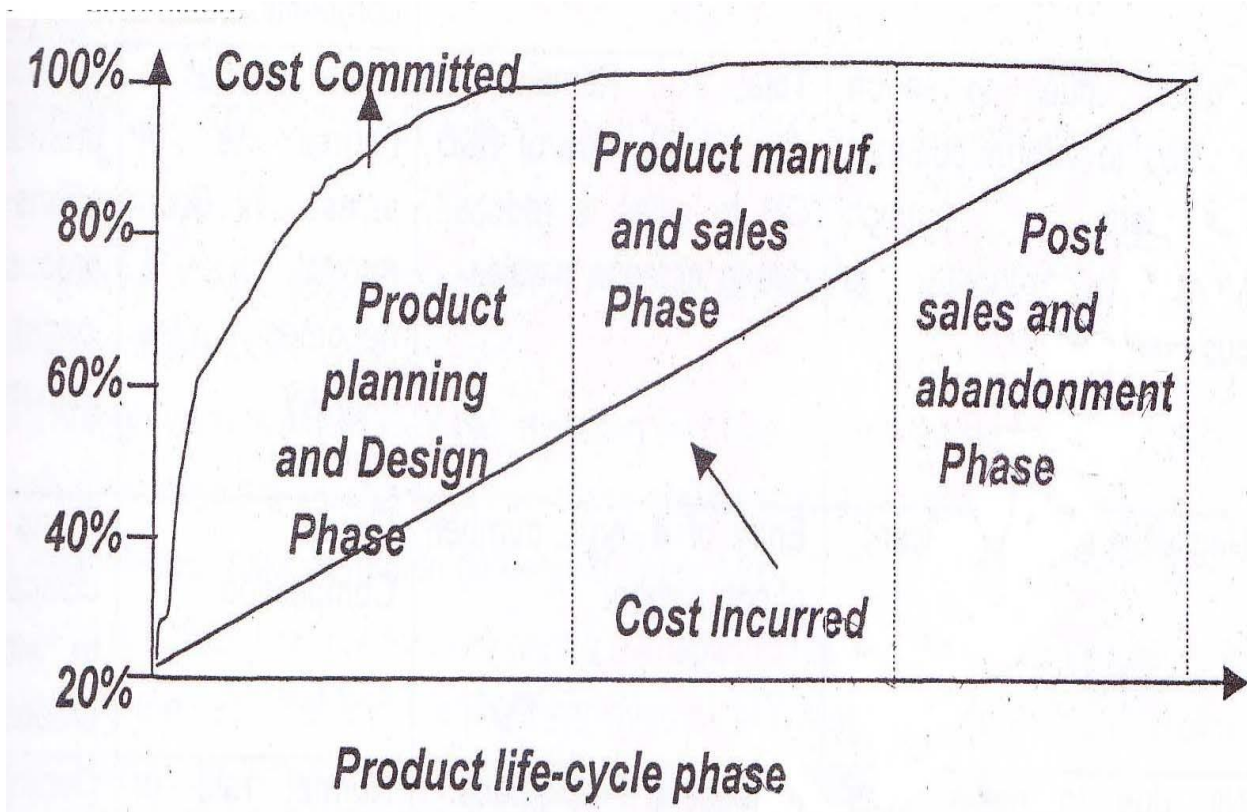 100%
Cost Committed
80%
60%
40%
20%
Product
planning
and Design
Phase
Product manuf.
and sales
Phase
Post
sales and
abandonment
Phase
Cost Incurred
Product life-cycle phase